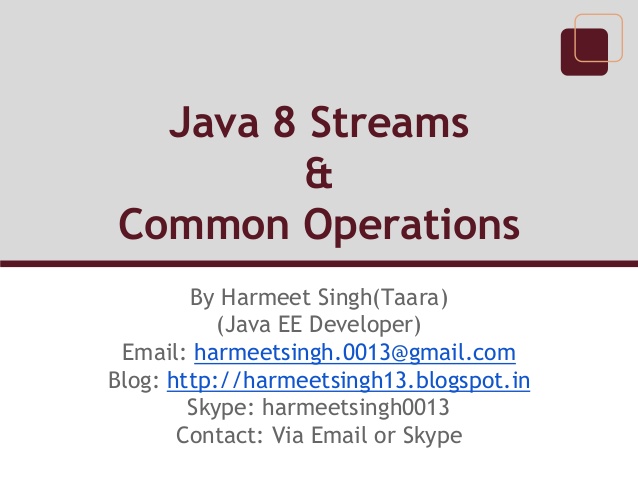 Java 8 Streams
&
Common Operations
By Harmeet Singh(Taara)
(Java EE Developer)
Email: harmeetsingh.0013@gmail.com
Blog: http://harmeetsingh13.blogspot.in
Skype: harmeetsingh0013
Contact: Via Email or Skype